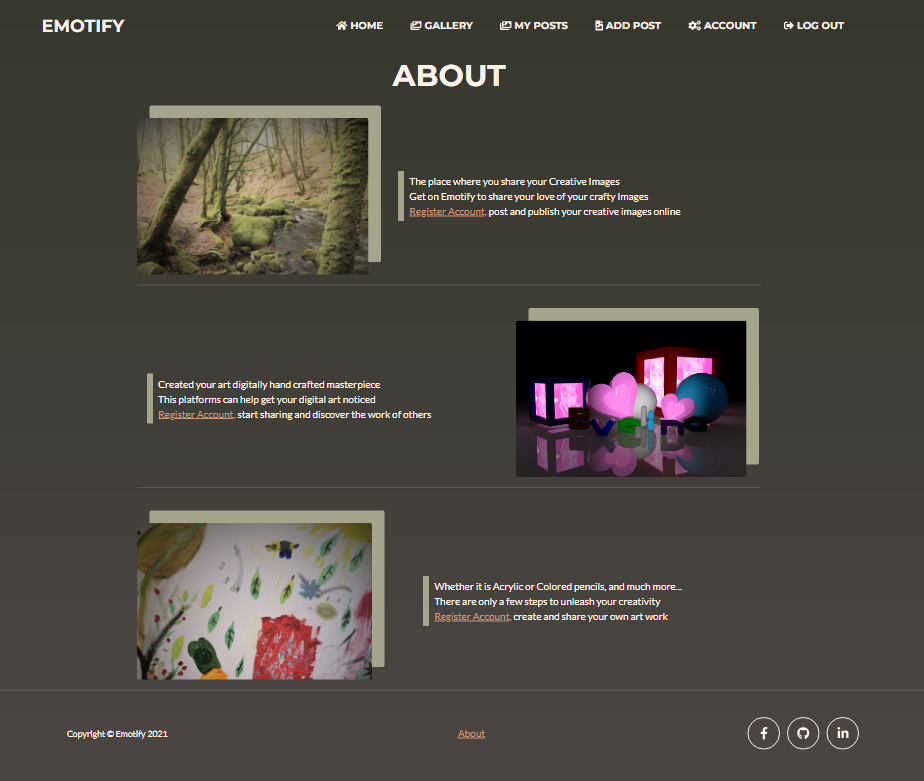 EMOTIFY
HOME GALLERY MY POSTS ADD POST ACCOUNT LOG OUT
ABOUT
The place where you share your Creative Images
Get on Emotify to share your love of your crafty Images
Register Account, post and publish your creative images online
Created your art digitally hand crafted masterpiece
This platforms can help get your digital art noticed
Register Account, start sharing and discover the work of others
Eveline
Whether it is Acrylic or Colored pencils, and much more...
There are only a few steps to unleash your creativity
Register Account, create and share your own art work
Copyright © Emotify 2021
About